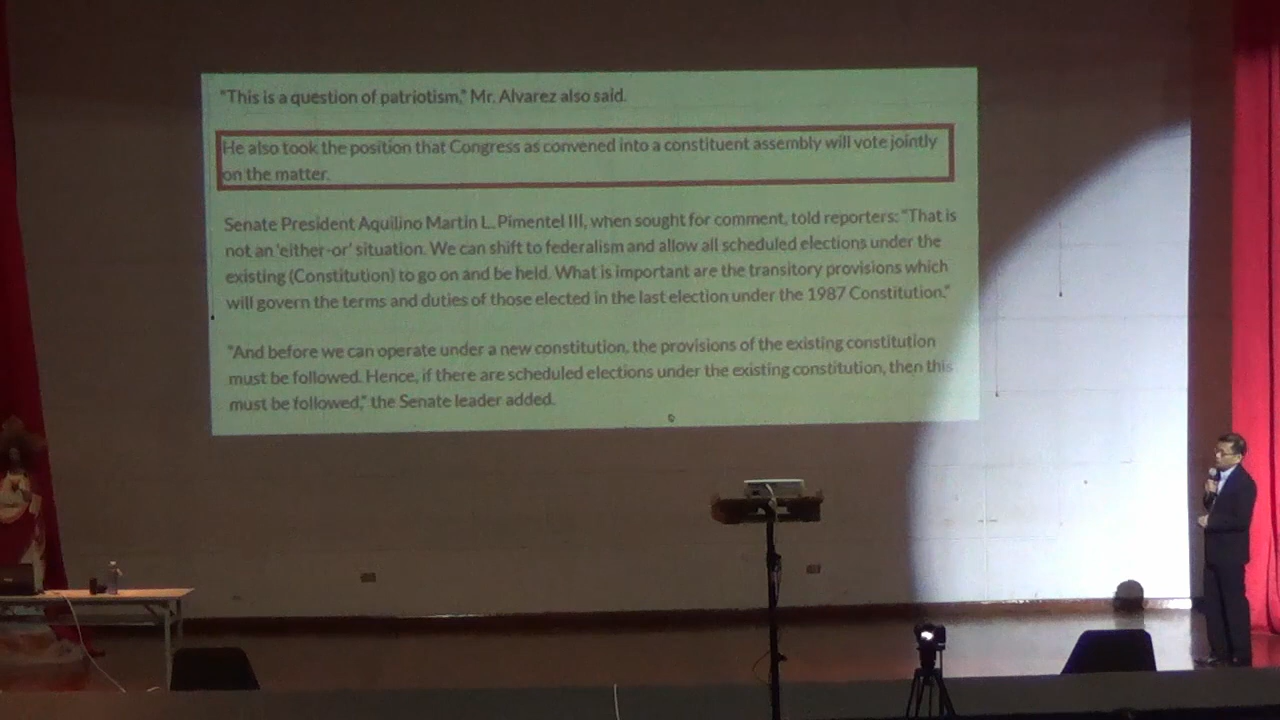 "This is a question of patriotism," Mr. Alvarez also said.
He also took the position that Congress as convened into a constituent assembly will vote jointly
on the matter.
Senate President Aquilino Martin L. Pimentel III, when sought for comment, told reporters: "That is
not an 'either-or' situation. We can shift to federalism and allow all scheduled elections under the
existing (Constitution) to go on and be held. What is important are the transitory provisions which
will govern the terms and duties of those elected in the last election under the 1987 Constitution."
"And before we can operate under a new constitution, the provisions of the existing constitution
must be followed. Hence, if there are scheduled elections under the existing constitution, then this
must be followed," the Senate leader added.